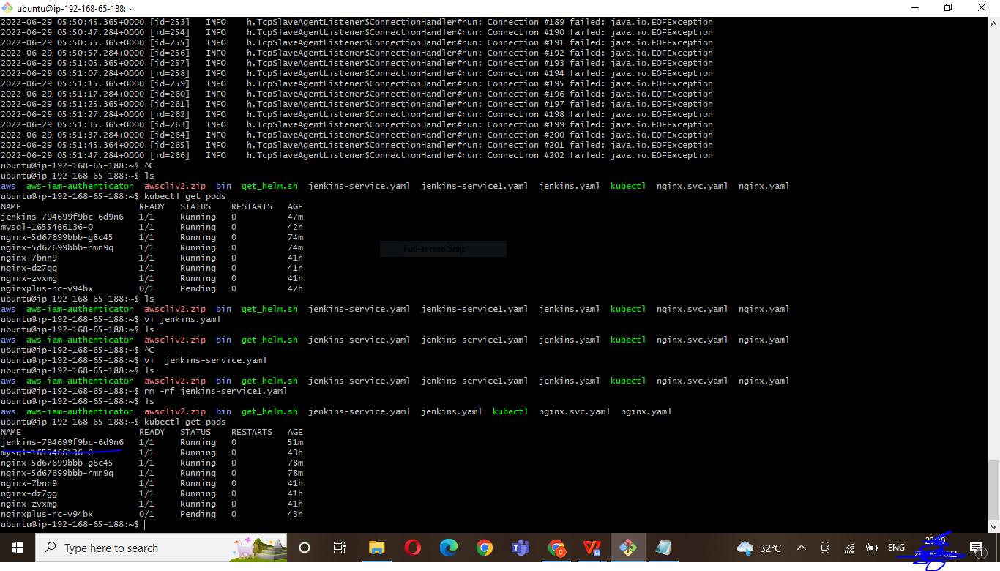 ubuntu@ip-192-168-65-188: ~
2022-06-29 05:50:45.365+0000 [id=253] INFO h.TcpSlaveAgentListener$ConnectionHandler#run: Connection #189 failed: java.io.EOFException
2022-06-29 05:50:47.284+0000 [id=254] INFO h.TcpSlaveAgentListener$ConnectionHandler#run: Connection #190 failed: java.io.EOFException
2022-06-29 05:50:55.365+0000 [id=255] INFO h.TcpSlaveAgentListener$ConnectionHandler#run: Connection #191 failed: java.io.EOFException
2022-06-29 05:50:57.284+0000 [id=256] INFO h.TcpSlaveAgentListener$ConnectionHandler#run: Connection #192 failed: java.io.EOFException
2022-06-29 05:51:05.365+0000 [id=257] INFO h.TcpSlaveAgentListener$ConnectionHandler#run: Connection #193 failed: java.io.EOFException
2022-06-29 05:51:07.284+0000 [id=258] INFO h.TcpSlaveAgentListener$ConnectionHandler#run: Connection #194 failed: java.io.EOFException
2022-06-29 05:51:15.365+0000 [id=259] INFO h.TcpSlaveAgentListener$ConnectionHandler#run: Connection #195 failed: java.io.EOFException
2022-06-29 05:51:17.284+0000 [id=260] INFO h.TcpSlaveAgentListener$ConnectionHandler#run: Connection #196 failed: java.io.EOFException
2022-06-29 05:51:25.365+0000 [id=261] INFO h.TcpSlaveAgentListener$ConnectionHandler#run: Connection #197 failed: java.io.EOFException
2022-06-29 05:51:27.284+0000 [id=262] INFO h.TcpSlaveAgentListener$ConnectionHandler#run: Connection #198 failed: java.io.EOFException
2022-06-29 05:51:35.365+0000 [id=263] INFO h.TcpSlaveAgentListener$ConnectionHandler#run: Connection #199 failed: java.io.EOFException
2022-06-29 05:51:37.284+0000 [id=264] INFO h.TcpSlaveAgentListener$ConnectionHandler#run: Connection #200 failed: java.io.EOFException
2022-06-29 05:51:45.364+0000 [id=265] INFO h.TcpSlaveAgentListener$ConnectionHandler#run: Connection #201 failed: java.io.EOFException
2022-06-29 05:51:47.284+0000 [id=266] INFO h.TcpSlaveAgentListener$ConnectionHandler#run: Connection #202 failed: java.io.EOFException
ubuntu@ip-192-168-65-188:~$ ^C
ubuntu@ip-192-168-65-188:~$ ls
aws aws-iam-authenticator awscliv2.zip bin get_helm.sh jenkins-service.yaml jenkins-service1.yaml jenkins.yaml kubectl nginx.svc.yaml nginx.yaml
ubuntu@ip-192-168-65-188:~$ kubectl get pods
NAME READY STATUS RESTARTS AGE
jenkins-794699f9bc-6d9n6 1/1 Running 0 47m
mysql-1655466136-0 1/1 Running 0 42h
nginx-5d67699bbb-g8c45 1/1 Running 0 74m
nginx-5d67699bbb-rmn9q 1/1 Running 0 74m
Full-screen Snip
nginx-7bnn9 1/1 Running 0 41h
nginx-dz7gg 1/1 Running 0 41h
nginx-zvxmg 1/1 Running 0 41h
nginxplus-rc-v94bx 0/1 Pending 0 42h
ubuntu@ip-192-168-65-188:~$ ls
aws aws-iam-authenticator awscliv2.zip bin get_helm.sh jenkins-service.yaml jenkins-service1.yaml jenkins.yaml kubectl nginx.svc.yaml nginx.yaml
ubuntu@ip-192-168-65-188:~$ vi jenkins.yaml
ubuntu@ip-192-168-65-188:~$ ls
aws aws-iam-authenticator awscliv2.zip bin get_helm.sh jenkins-service.yaml jenkins-service1.yaml jenkins.yaml kubectl nginx.svc.yaml nginx.yaml
ubuntu@ip-192-168-65-188:~$ ^C
ubuntu@ip-192-168-65-188:~$ vi jenkins-service.yaml
ubuntu@ip-192-168-65-188:~$ ls
aws aws-iam-authenticator awscliv2.zip bin get_helm.sh jenkins-service.yaml jenkins-service1.yaml jenkins.yaml kubectl nginx.svc.yaml nginx.yaml
ubuntu@ip-192-168-65-188:~$ rm -rf jenkins-service1.yaml
ubuntu@ip-192-168-65-188:~$ ls
aws aws-iam-authenticator awscliv2.zip bin get_helm.sh jenkins-service.yaml jenkins.yaml kubectl nginx.svc.yaml nginx.yaml
ubuntu@ip-192-168-65-188:~$ kubectl get pods
NAME READY STATUS RESTARTS AGE
jenkins-794699f9bc-6d9n6 1/1 Running 0 51m
mysql-1655466136-0 1/1 Running 0 43h
nginx-5d67699bbb-g8c45 1/1 Running 0 78m
nginx-5d67699bbb-rmn9q 1/1 Running 0 78m
nginx-7bnn9 1/1 Running 0 41h
nginx-dz7gg 1/1 Running 0 41h
nginx-zvxmg 1/1 Running 0 41h
nginxplus-rc-v94bx 0/1 Pending 0 43h
ubuntu@ip-192-168-65-188:~$
Type here to search
32°C
ENG
1